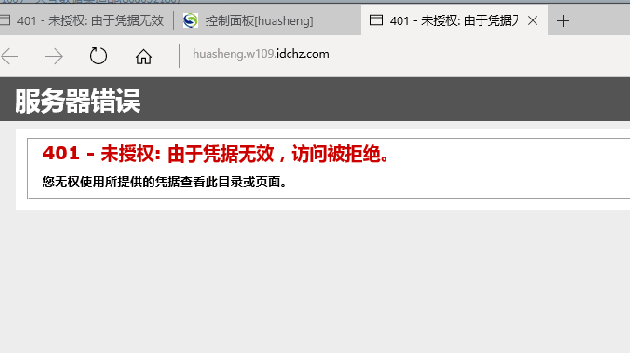 401 - 未授权: 由于凭据无效
控制面板[huasheng]
401 - 未授权: 由于凭据无
huasheng.w109.idchz.com
服务器错误
401 - 未授权: 由于凭据无效，访问被拒绝。
您无权使用所提供的凭据查看此目录或页面。